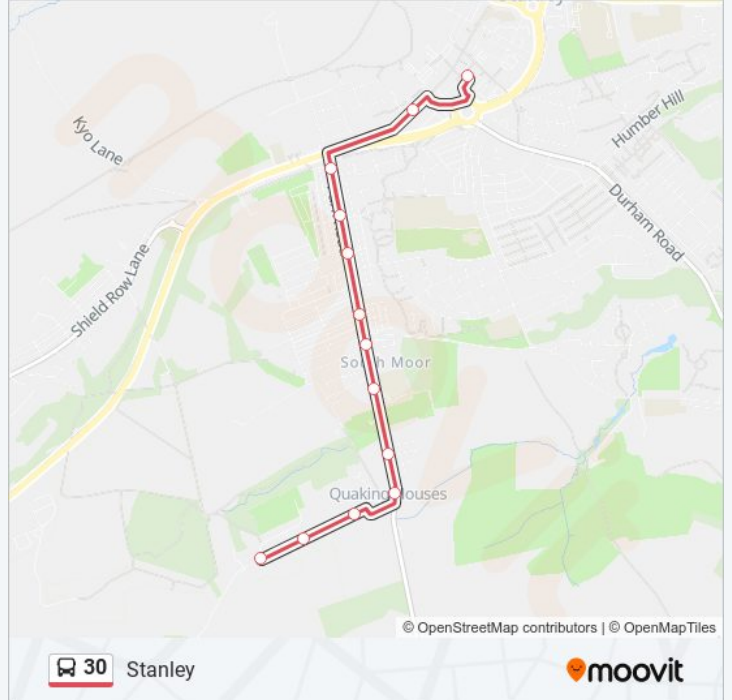 Kyo Lane
Humber Hill
Durham Road
Shield Row Lane
South Moor
Quaking Houses
© OpenStreetMap contributors | © OpenMapTiles
30 Stanley
moovit